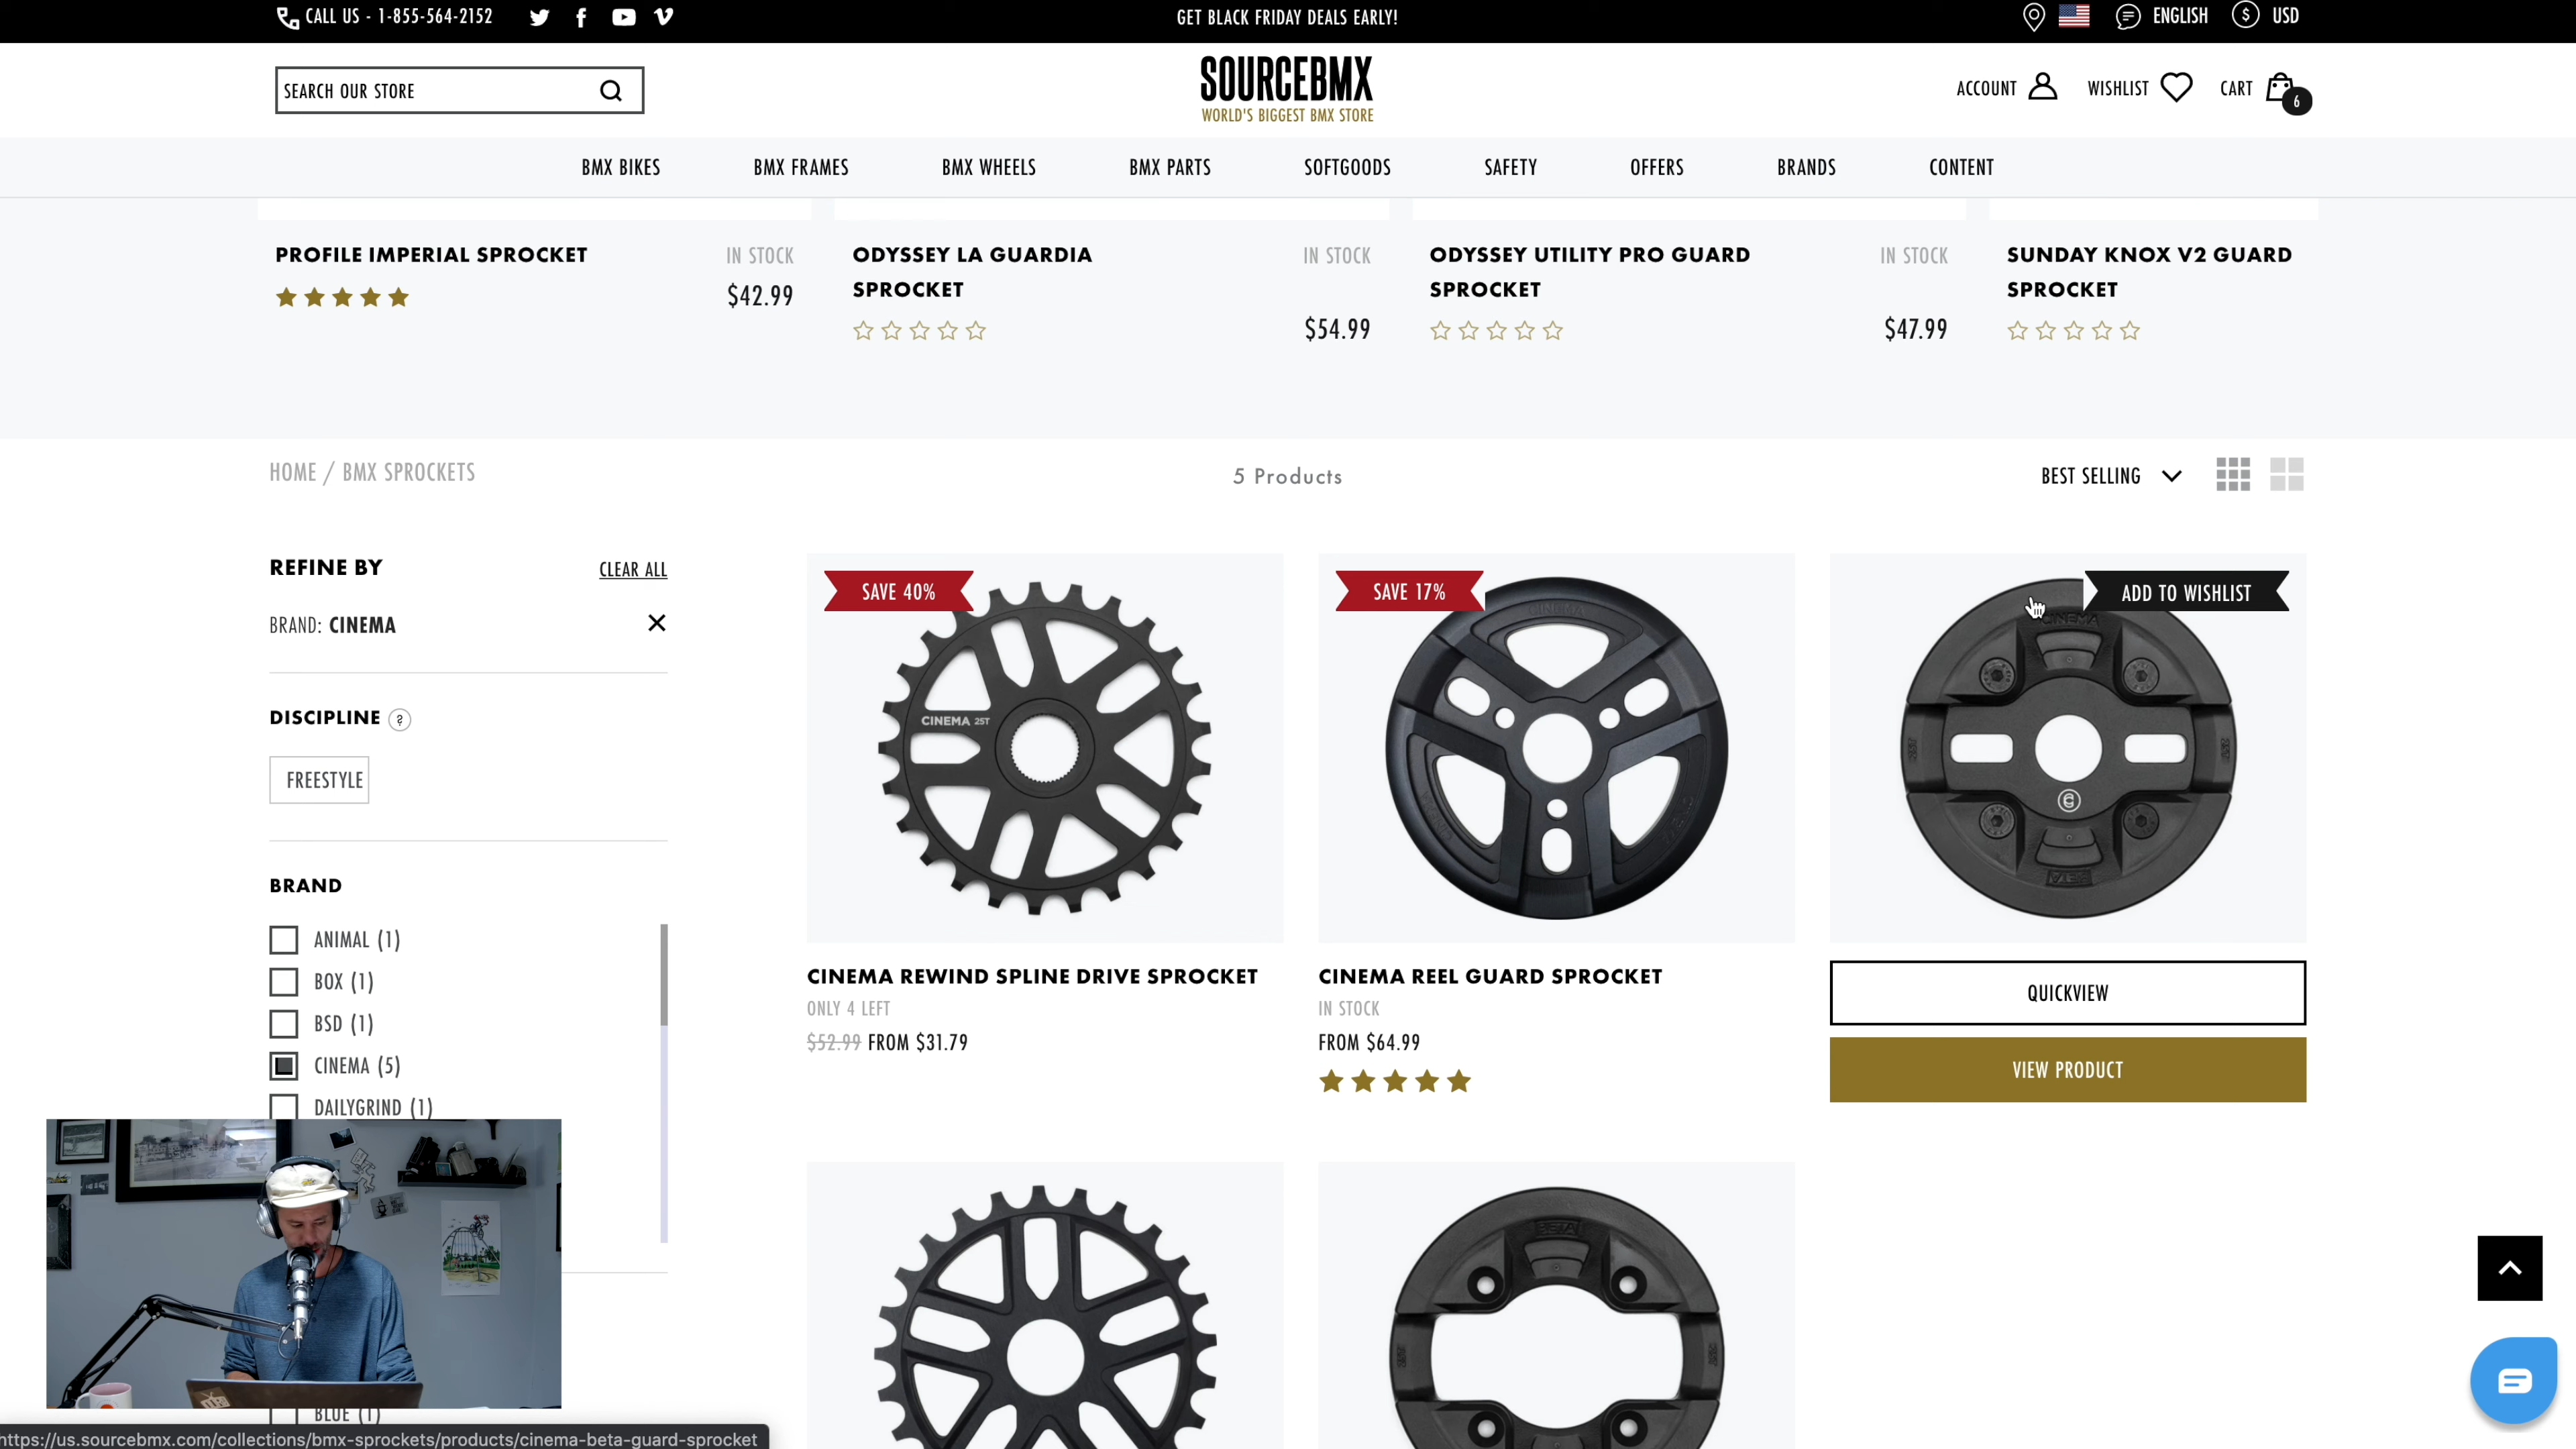 CALL US - 1-855-564-2152
GET BLACK FRIDAY DEALS EARLY!
ENGLISH
$ USD
SEARCH OUR STORE
SOURCEBMX
WORLD'S BIGGEST BMX STORE
ACCOUNT
WISHLIST
CART
6
BMX BIKES
BMX FRAMES
BMX WHEELS
BMX PARTS
SOFTGOODS
SAFETY
OFFERS
BRANDS
CONTENT
PROFILE IMPERIAL SPROCKET
IN STOCK
$42.99
ODYSSEY LA GUARDIA
SPROCKET
IN STOCK
$54.99
ODYSSEY UTILITY PRO GUARD
SPROCKET
IN STOCK
$47.99
SUNDAY KNOX V2 GUARD
SPROCKET
HOME / BMX SPROCKETS
5 Products
BEST SELLING
REFINE BY
CLEAR ALL
BRAND: CINEMA
DISCIPLINE ?
FREESTYLE
BRAND
ANIMAL (1)
BOX (1)
BSD (1)
CINEMA (5)
DAILYGRIND (1)
BLUE (1)
SAVE 40%
CINEMA 25T
CINEMA REWIND SPLINE DRIVE SPROCKET
ONLY 4 LEFT
$52.99 FROM $31.79
SAVE 17%
CINEMA
CINEMA REEL GUARD SPROCKET
IN STOCK
FROM $64.99
ADD TO WISHLIST
CINEMA
BETA
QUICKVIEW
VIEW PRODUCT
BETA
https://us.sourcebmx.com/collections/bmx-sprockets/products/cinema-beta-guard-sprocket